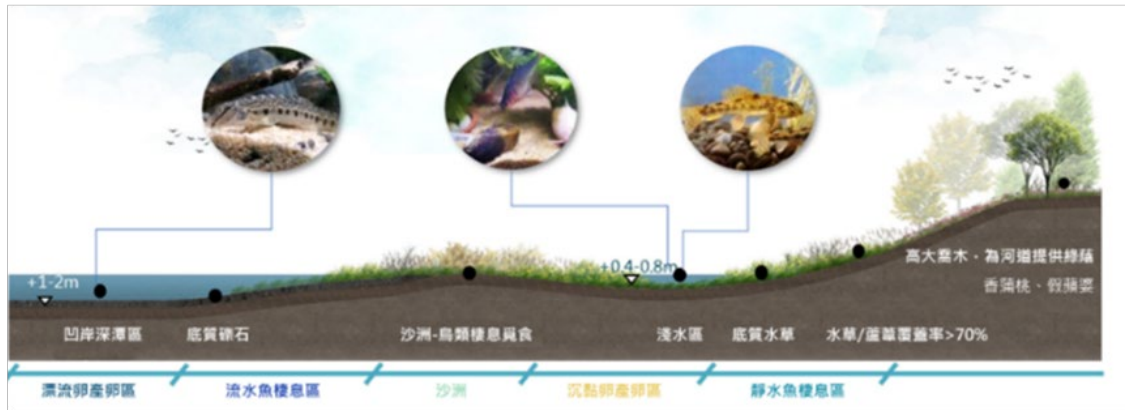 +1-2m
+0.4-0.8m
高大喬木，為河道提供綠蔭
香蒲桃、假蘋婆
凹岸深潭區
底質礫石
沙洲-鳥類棲息覓食
淺水區
底質水草
水草/蘆葦覆蓋率>70%
漂流卵產卵區
流水魚棲息區
沙洲
沉黏卵產卵區
靜水魚棲息區